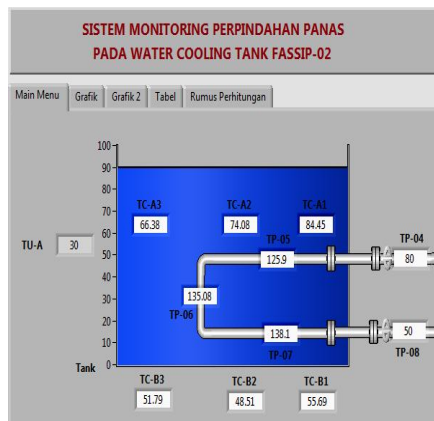 SISTEM MONITORING PERPINDAHAN PANAS
PADA WATER COOLING TANK FASSIP-02
Main Menu Grafik Grafik 2 Tabel Rumus Perhitungan
100
90
80
70
60
50
40
30
20
10
0
Tank
TU-A 30
TC-A3 TC-A2 TC-A1
66.38 74.08 84.45
TP-05 TP-04
125.9 80
135.08
TP-06
138.1 50
TP-07 TP-08
TC-B3 TC-B2 TC-B1
51.79 48.51 55.69